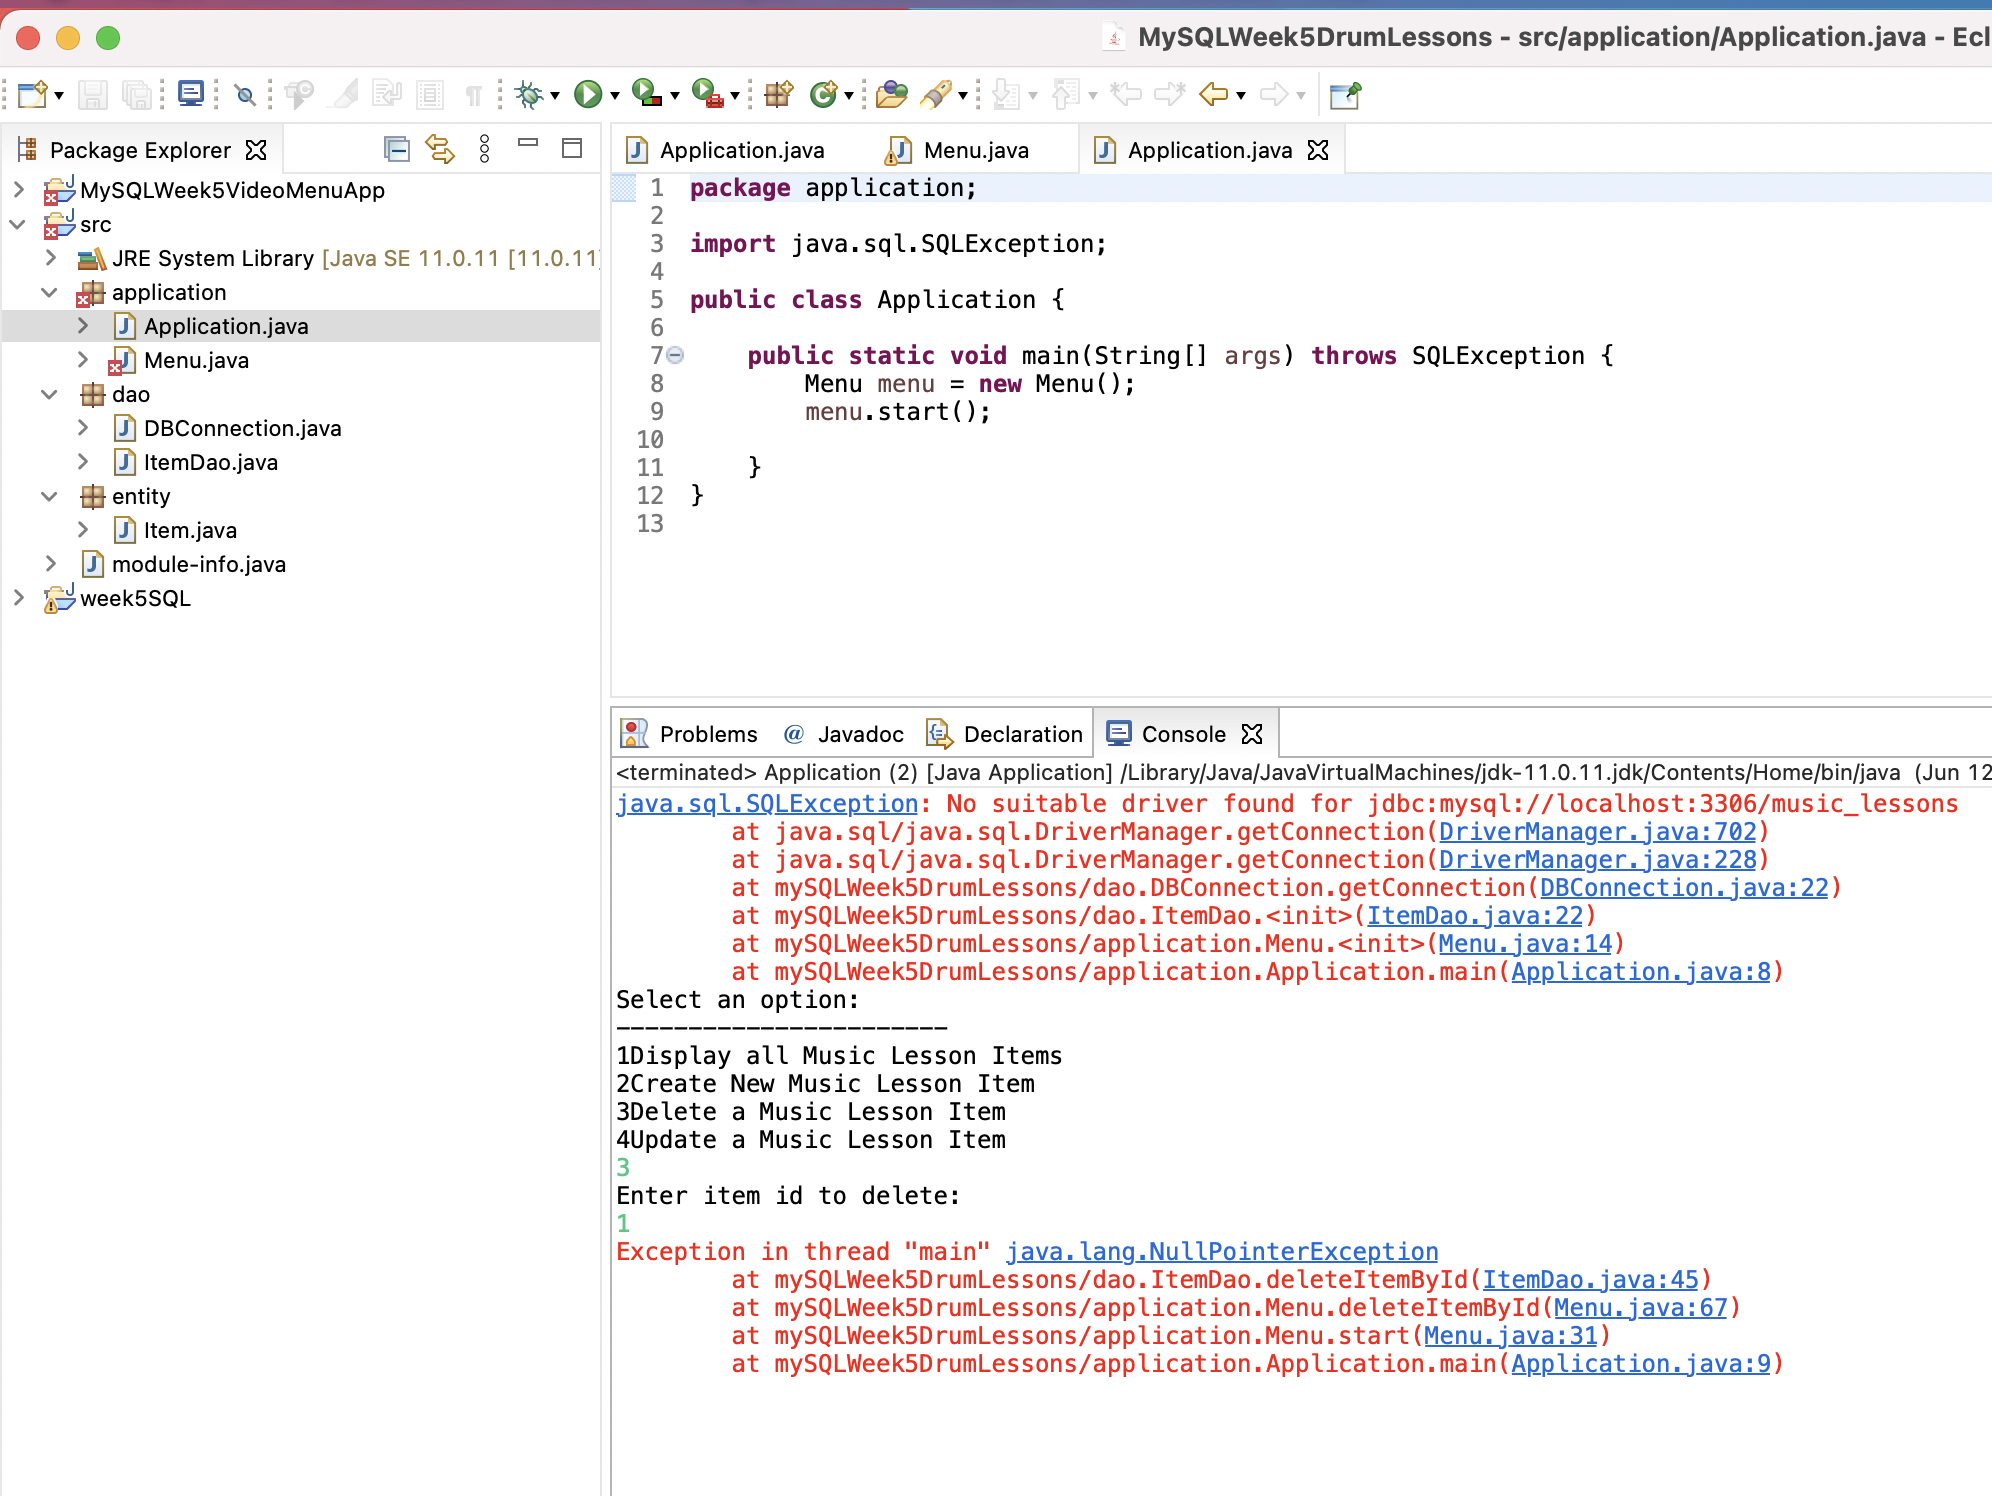 MySQLWeek5DrumLessons - src/application/Application.java - Ecl
Package Explorer
MySQLWeek5VideoMenuApp
src
JRE System Library [Java SE 11.0.11 [11.0.11]
application
Application.java
Menu.java
dao
DBConnection.java
ItemDao.java
entity
Item.java
module-info.java
week5SQL
Application.java Menu.java Application.java
1 package application;
2
3 import java.sql.SQLException;
4
5 public class Application {
6
7 public static void main(String[] args) throws SQLException {
8 Menu menu = new Menu();
9 menu.start();
10
11 }
12 }
13
Problems @ Javadoc Declaration Console
<terminated> Application (2) [Java Application] /Library/Java/JavaVirtualMachines/jdk-11.0.11.jdk/Contents/Home/bin/java (Jun 12
java.sql.SQLException: No suitable driver found for jdbc:mysql://localhost:3306/music_lessons
at java.sql/java.sql.DriverManager.getConnection(DriverManager.java:702)
at java.sql/java.sql.DriverManager.getConnection(DriverManager.java:228)
at mySQLWeek5DrumLessons/dao.DBConnection.getConnection(DBConnection.java:22)
at mySQLWeek5DrumLessons/dao.ItemDao.<init>(ItemDao.java:22)
at mySQLWeek5DrumLessons/application.Menu.<init>(Menu.java:14)
at mySQLWeek5DrumLessons/application.Application.main(Application.java:8)
Select an option:
-----------------------
1Display all Music Lesson Items
2Create New Music Lesson Item
3Delete a Music Lesson Item
4Update a Music Lesson Item
3
Enter item id to delete:
1
Exception in thread "main" java.lang.NullPointerException
at mySQLWeek5DrumLessons/dao.ItemDao.deleteItemById(ItemDao.java:45)
at mySQLWeek5DrumLessons/application.Menu.deleteItemById(Menu.java:67)
at mySQLWeek5DrumLessons/application.Menu.start(Menu.java:31)
at mySQLWeek5DrumLessons/application.Application.main(Application.java:9)